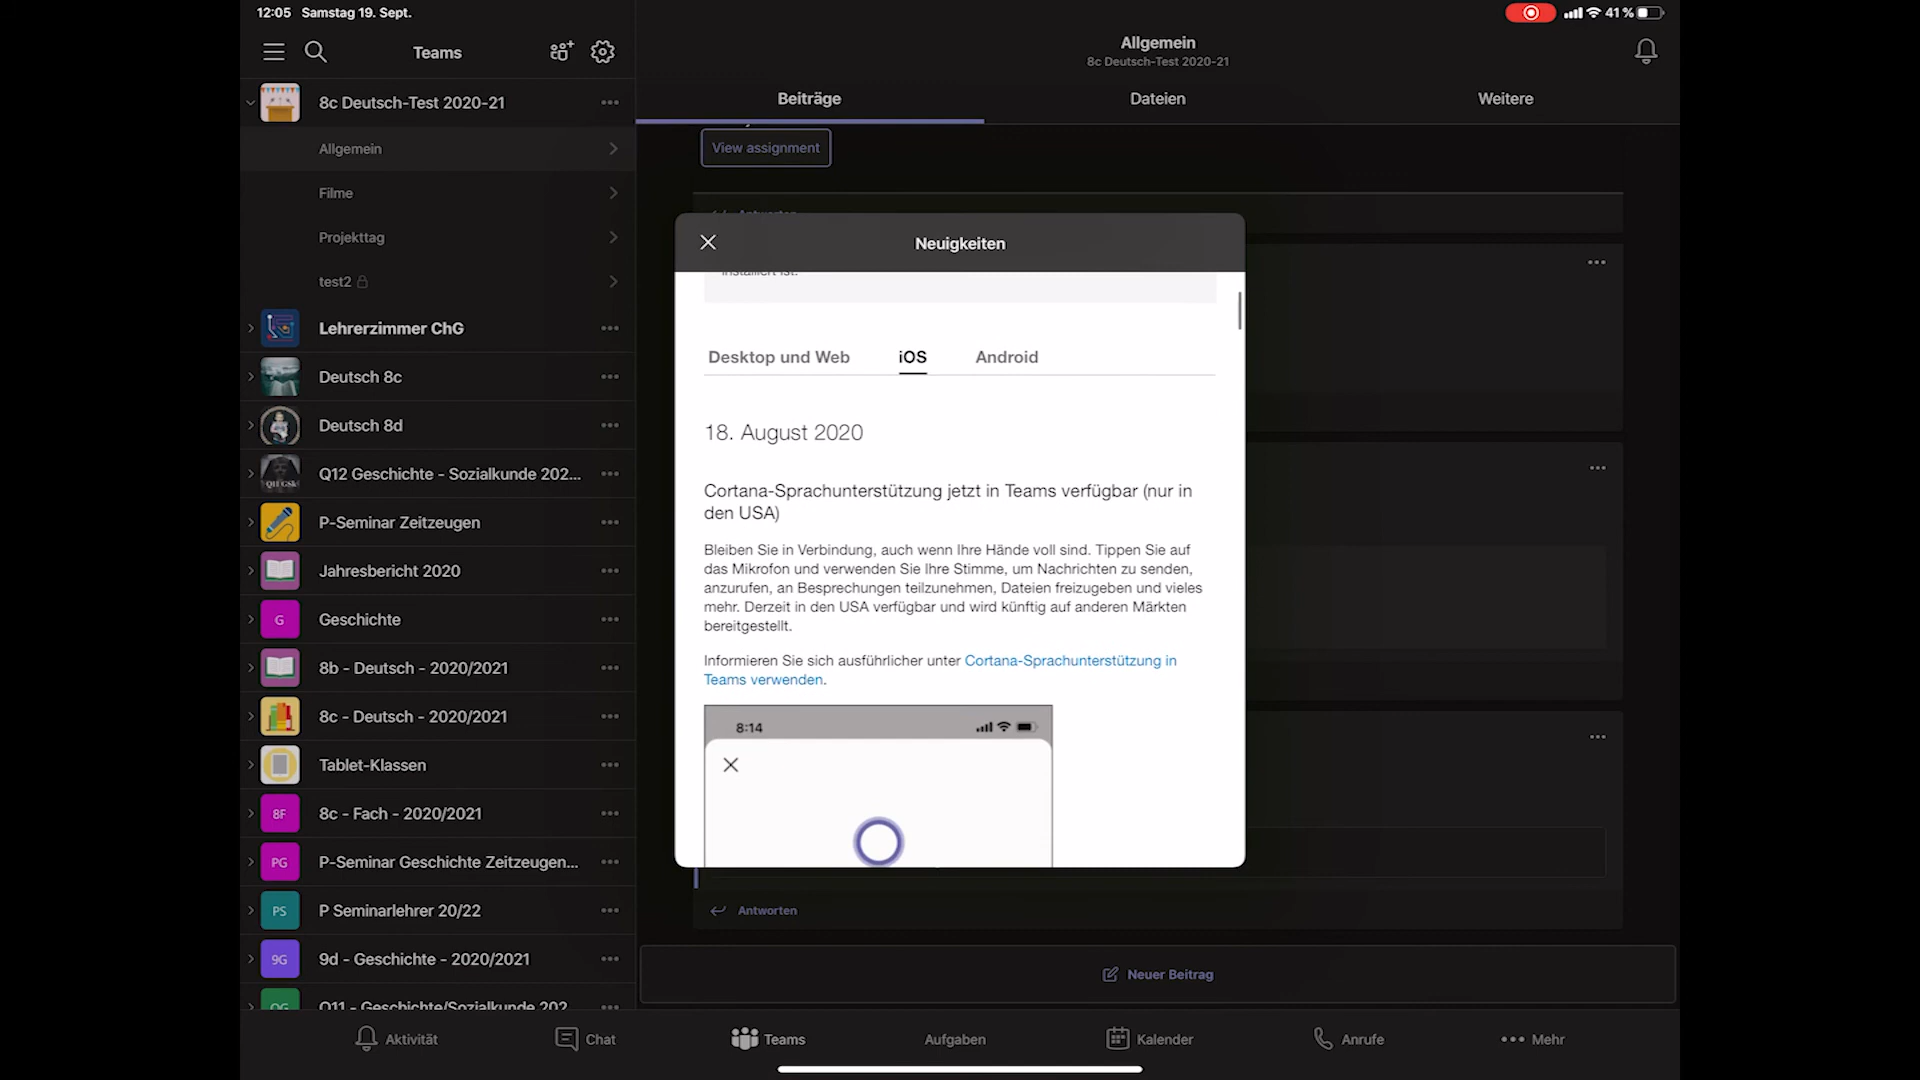 12:05 Samstag 19. Sept.
41 %
Teams
8c Deutsch-Test 2020-21
Allgemein
Filme
Projekttag
test2
Lehrerzimmer ChG
Deutsch 8c
Deutsch 8d
Q12 Geschichte - Sozialkunde 202...
P-Seminar Zeitzeugen
Jahresbericht 2020
G Geschichte
8b - Deutsch - 2020/2021
8c - Deutsch - 2020/2021
Tablet-Klassen
8F 8c - Fach - 2020/2021
PG P-Seminar Geschichte Zeitzeugen...
PS P Seminarlehrer 20/22
9G 9d - Geschichte - 2020/2021
Q11 - Geschichte/Sozialkunde 202
Allgemein
8c Deutsch-Test 2020-21
Beiträge Dateien Weitere
View assignment
Antworten
Neuigkeiten
installiert ist.
Desktop und Web iOS Android
18. August 2020
Cortana-Sprachunterstützung jetzt in Teams verfügbar (nur in
den USA)
Bleiben Sie in Verbindung, auch wenn Ihre Hände voll sind. Tippen Sie auf
das Mikrofon und verwenden Sie Ihre Stimme, um Nachrichten zu senden,
anzurufen, an Besprechungen teilzunehmen, Dateien freizugeben und vieles
mehr. Derzeit in den USA verfügbar und wird künftig auf anderen Märkten
bereitgestellt.
Informieren Sie sich ausführlicher unter Cortana-Sprachunterstützung in
Teams verwenden.
8:14
Antworten
Neuer Beitrag
Aktivität Chat Teams Aufgaben Kalender Anrufe Mehr